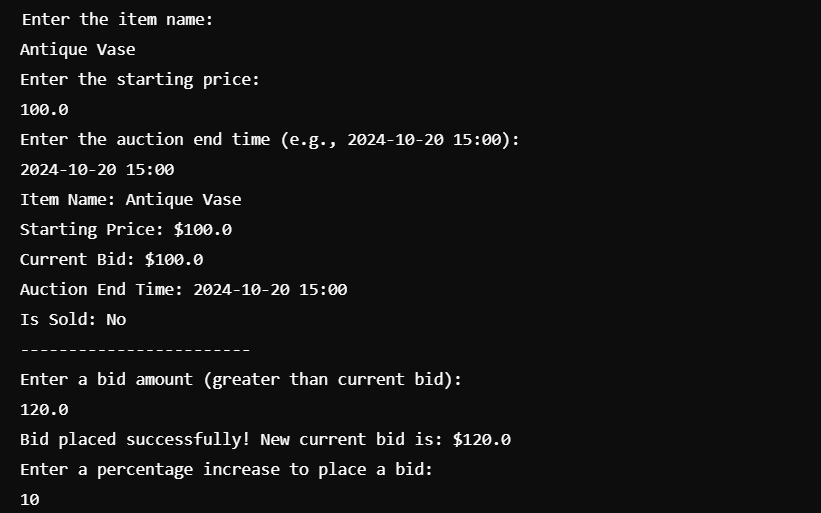 Enter the item name:
Antique Vase
Enter the starting price:
100.0
Enter the auction end time (e.g., 2024-10-20 15:00):
2024-10-20 15:00
Item Name: Antique Vase
Starting Price: $100.0
Current Bid: $100.0
Auction End Time: 2024-10-20 15:00
Is Sold: No
------------------------
Enter a bid amount (greater than current bid):
120.0
Bid placed successfully! New current bid is: $120.0
Enter a percentage increase to place a bid:
10